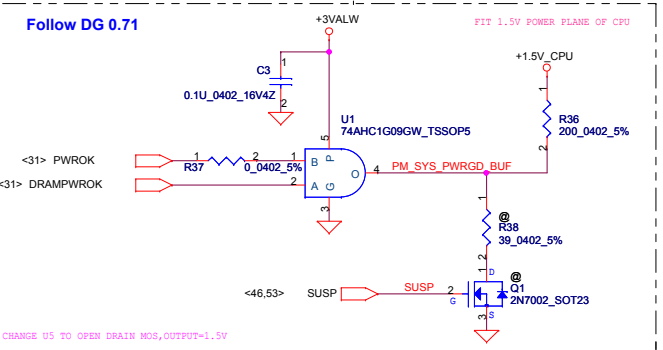 Follow DG 0.71
+3VALW
FIT 1.5V POWER PLANE OF CPU
+1.5V_CPU
C3
1
0.1U_0402_16V4Z
2
1
U1
74AHC1G09GW_TSSOP5
R36
200_0402_5%
2
5
<31> PWROK
1
2
1
B
P
R37
0_0402_5%
O
4
PM_SYS_PWRGD_BUF
<31> DRAMPWROK
2
A
G
3
1
@
R38
39_0402_5%
2
1
D
@
<46,53>
SUSP
SUSP
2
G
Q1
2N7002_SOT23
3
S
CHANGE U5 TO OPEN DRAIN MOS,OUTPUT=1.5V